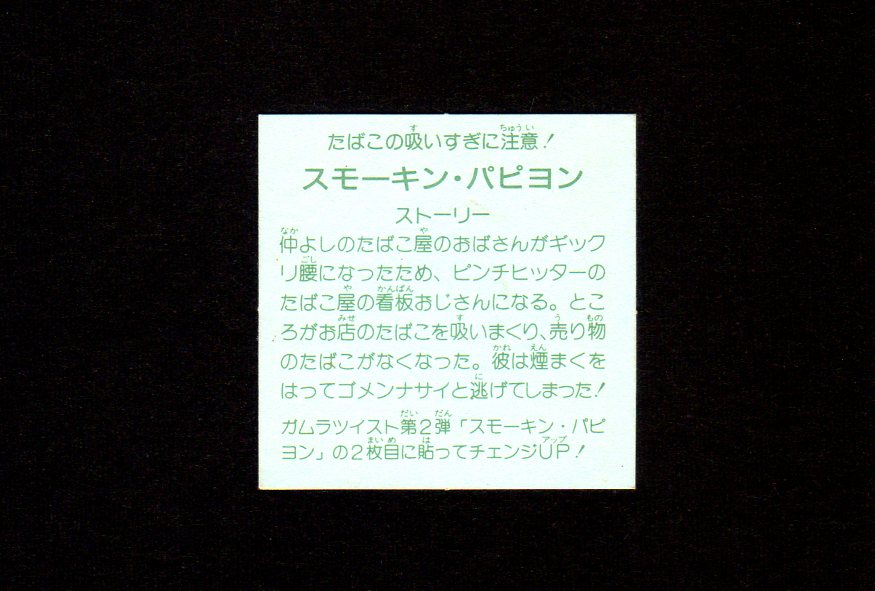 たばこの吸いすぎに注意！
スモーキン・パピヨン
ストーリー
仲よしのたばこ屋のおばさんがギック
リ腰になったため、ピンチヒッターの
たばこ屋の看板おじさんになる。とこ
ろがお店のたばこを吸いまくり、売り物
のたばこがなくなった。彼は煙まくを
はってゴメンナサイと逃げてしまった！
ガムラツイスト第2弾「スモーキン・パピ
ヨン」の2枚目に貼ってチェンジUP！